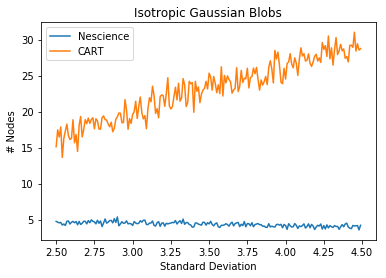 Isotropic Gaussian Blobs
Nescience
CART
# Nodes
30
25
20
15
10
5
2.50 2.75 3.00 3.25 3.50 3.75 4.00 4.25 4.50
Standard Deviation